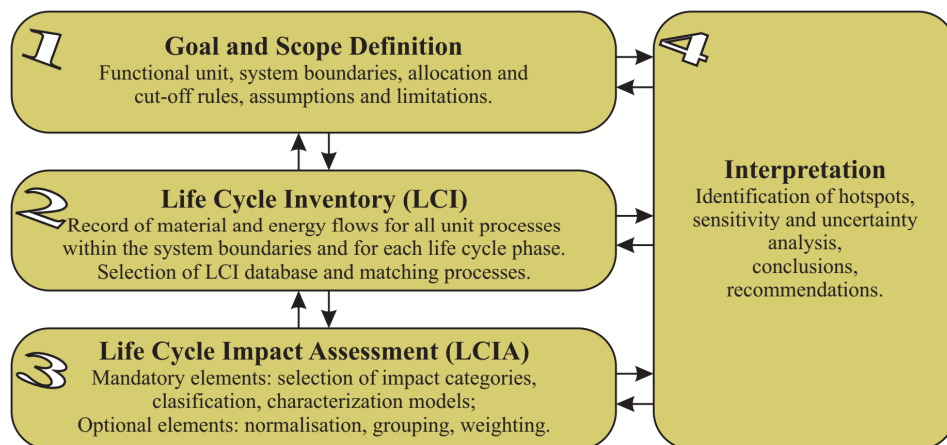 1
Goal and Scope Definition
Functional unit, system boundaries, allocation and
cut-off rules, assumptions and limitations.
2
Life Cycle Inventory (LCI)
Record of material and energy flows for all unit processes
within the system boundaries and for each life cycle phase.
Selection of LCI database and matching processes.
3
Life Cycle Impact Assessment (LCIA)
Mandatory elements: selection of impact categories,
classification, characterization models;
Optional elements: normalisation, grouping, weighting.
4
Interpretation
Identification of hotspots,
sensitivity and uncertainty
analysis,
conclusions,
recommendations.